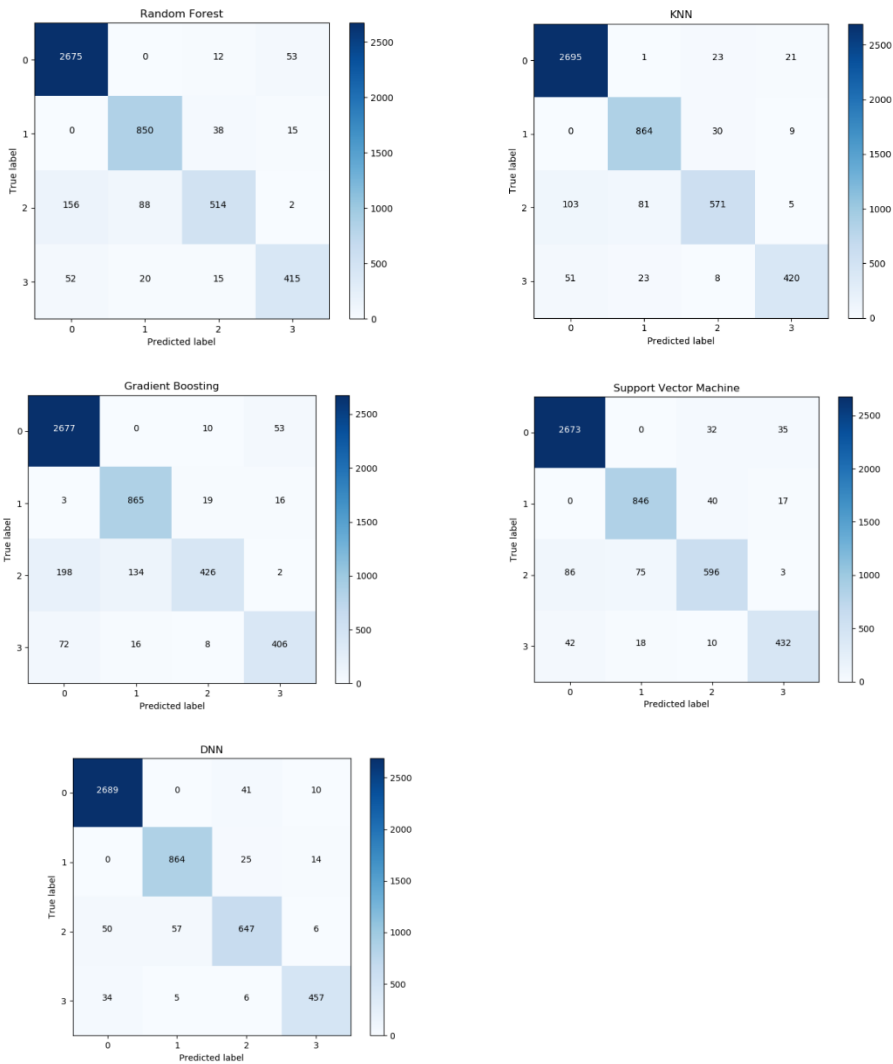 Random Forest
0 2675 0 12 53
1 0 850 38 15
2 156 88 514 2
3 52 20 15 415
0 1 2 3
Predicted label
True label
2500
2000
1500
1000
500
0
KNN
0 2695 1 23 21
1 0 864 30 9
2 103 81 571 5
3 51 23 8 420
0 1 2 3
Predicted label
True label
2500
2000
1500
1000
500
0
Gradient Boosting
0 2677 0 10 53
1 3 865 19 16
2 198 134 426 2
3 72 16 8 406
0 1 2 3
Predicted label
True label
2500
2000
1500
1000
500
0
Support Vector Machine
0 2673 0 32 35
1 0 846 40 17
2 86 75 596 3
3 42 18 10 432
0 1 2 3
Predicted label
True label
2500
2000
1500
1000
500
0
DNN
0 2689 0 41 10
1 0 864 25 14
2 50 57 647 6
3 34 5 6 457
0 1 2 3
Predicted label
True label
2500
2000
1500
1000
500
0